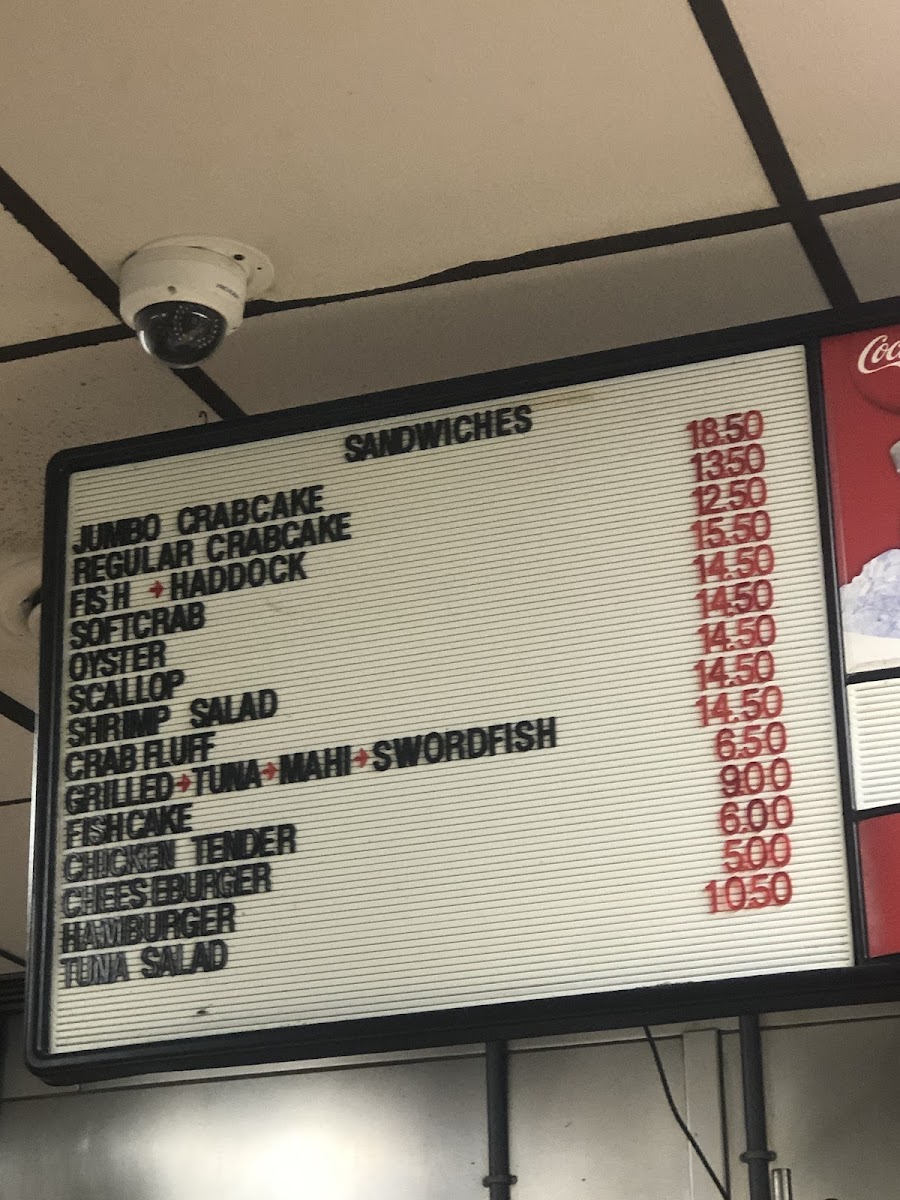 SANDWICHES
JUMBO CRABCAKE 18.50
REGULAR CRABCAKE 13.50
FISH → HADDOCK 12.50
SOFTCRAB 15.50
OYSTER 14.50
SCALLOP 14.50
SHRIMP SALAD 14.50
CRAB FLUFF 14.50
GRILLED → TUNA → MAHI → SWORDFISH 14.50
FISHCAKE 6.50
CHICKEN TENDER 9.00
CHEESEBURGER 6.00
HAMBURGER 5.00
TUNA SALAD 10.50
Coc